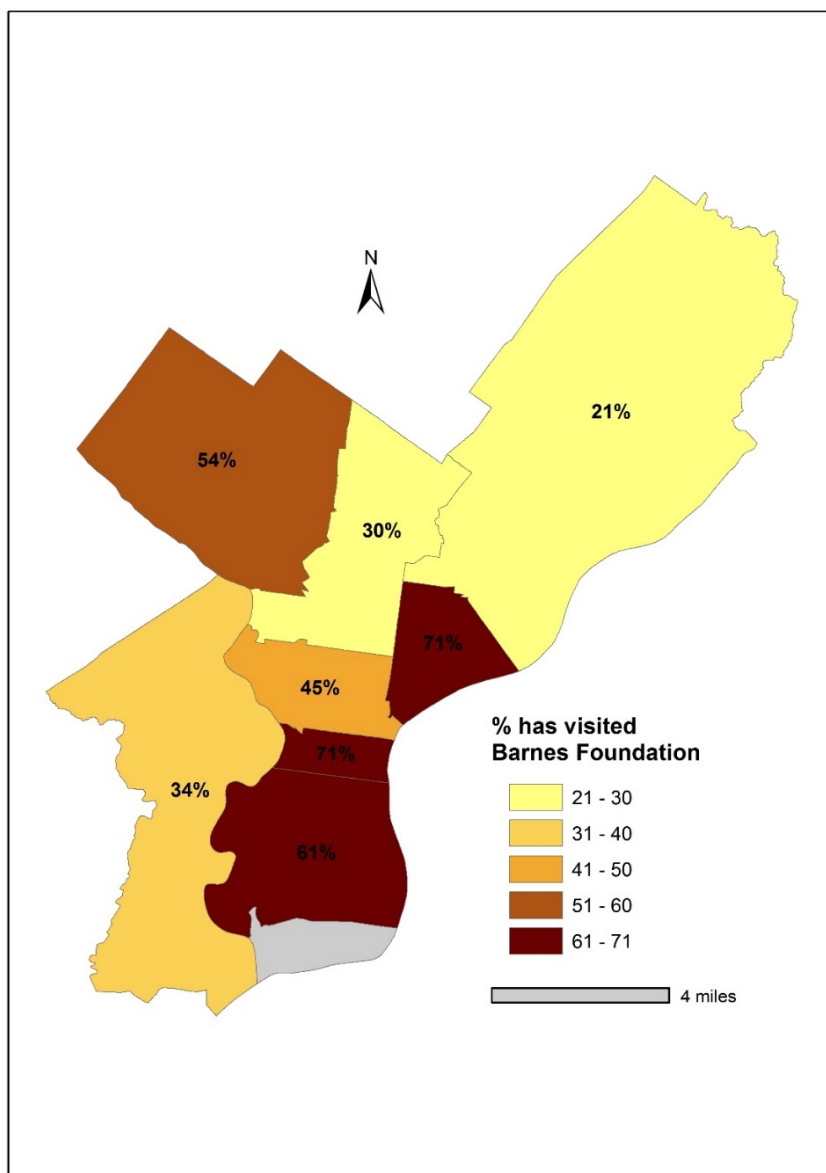 N
21%
54%
30%
71%
45%
71%
34%
61%
% has visited
Barnes Foundation
21 - 30
31 - 40
41 - 50
51 - 60
61 - 71
4 miles